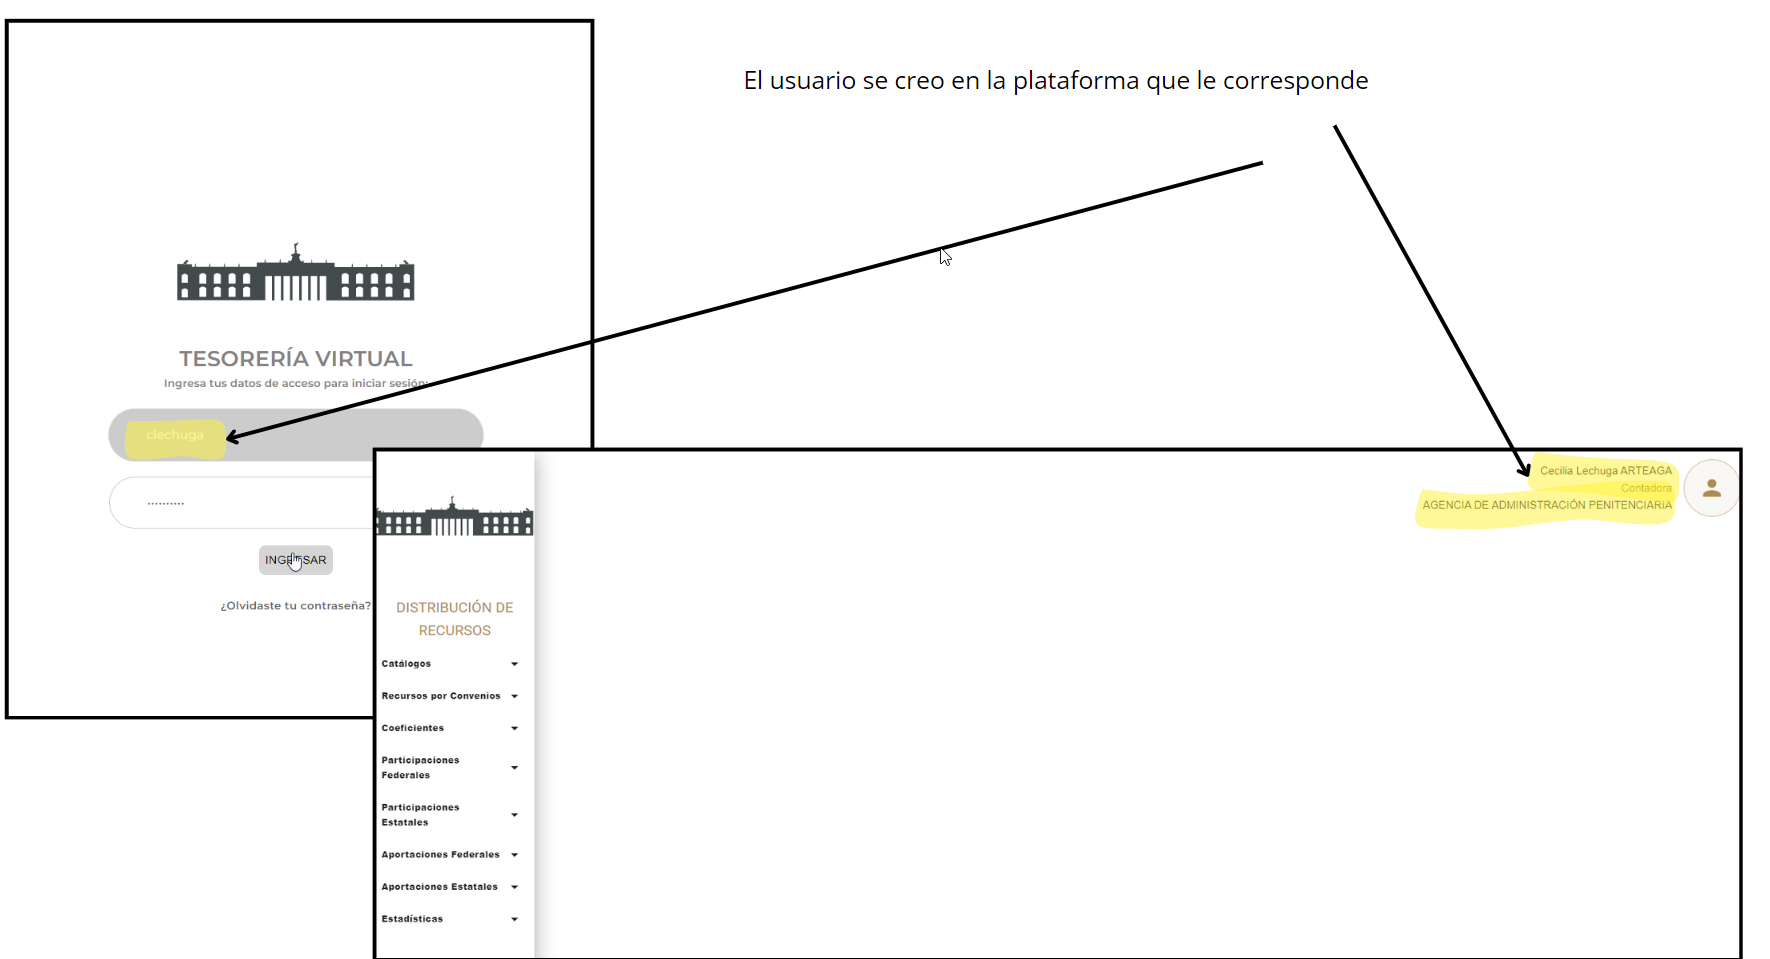 El usuario se creo en la plataforma que le corresponde
TESORERÍA VIRTUAL
Ingresa tus datos de acceso para iniciar sesión:
clechuga
..........
INGRESAR
¿Olvidaste tu contraseña?
Cecilia Lechuga ARTEAGA
Contadora
AGENCIA DE ADMINISTRACIÓN PENITENCIARIA
DISTRIBUCIÓN DE
RECURSOS
Catálogos
Recursos por Convenios
Coeficientes
Participaciones
Federales
Participaciones
Estatales
Aportaciones Federales
Aportaciones Estatales
Estadísticas